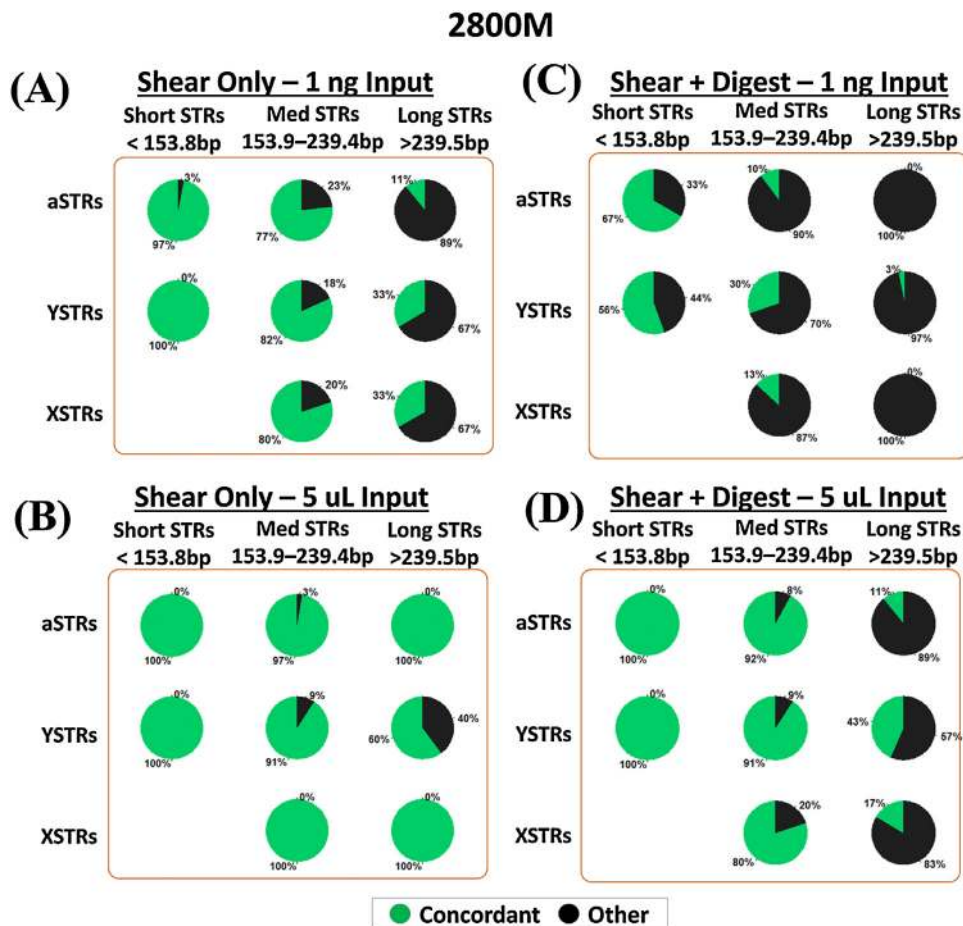 2800M
(A)
Shear Only – 1 ng Input
Short STRs Med STRs Long STRs
< 153.8bp 153.9–239.4bp >239.5bp
3% 23% 11%
aSTRs
97% 77% 89%
0% 18% 33%
YSTRs
100% 82% 67%
20% 33%
XSTRs
80% 67%
(C)
Shear + Digest – 1 ng Input
Short STRs Med STRs Long STRs
< 153.8bp 153.9–239.4bp >239.5bp
33% 10% 0%
aSTRs
67% 90% 100%
56% 44% 30% 3%
YSTRs
70% 97%
13% 0%
XSTRs
87% 100%
(B)
Shear Only – 5 uL Input
Short STRs Med STRs Long STRs
< 153.8bp 153.9–239.4bp >239.5bp
0% 3% 0%
aSTRs
100% 97% 100%
0% 9% 40%
YSTRs
100% 91% 60%
0% 0%
XSTRs
100% 100%
(D)
Shear + Digest – 5 uL Input
Short STRs Med STRs Long STRs
< 153.8bp 153.9–239.4bp >239.5bp
0% 8% 11%
aSTRs
100% 92% 89%
0% 9% 43%
YSTRs
100% 91% 57%
20% 17%
XSTRs
80% 83%
Concordant Other